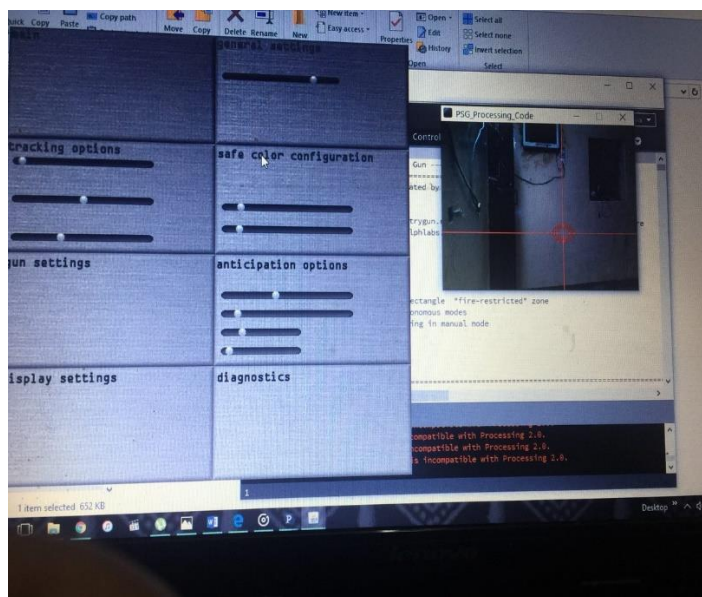 Copy path
New item
Open
Select all
Quick Copy Paste
Move Copy Delete Rename New
Easy access
Properties
Edit
Select none
History
Invert selection
Open
Select
main
general settings
PSG_Processing_Code
Control
Gun
tracking options
safe color configuration
ated by
trygun.
lphlabs
gun settings
anticipation options
ectangle "fire-restricted" zone
onomous modes
ing in manual mode
isplay settings
diagnostics
compatible with Processing 2.0.
ncompatible with Processing 2.0.
is incompatible with Processing 2.0.
1
1 item selected 652 KB
Desktop
lenovo